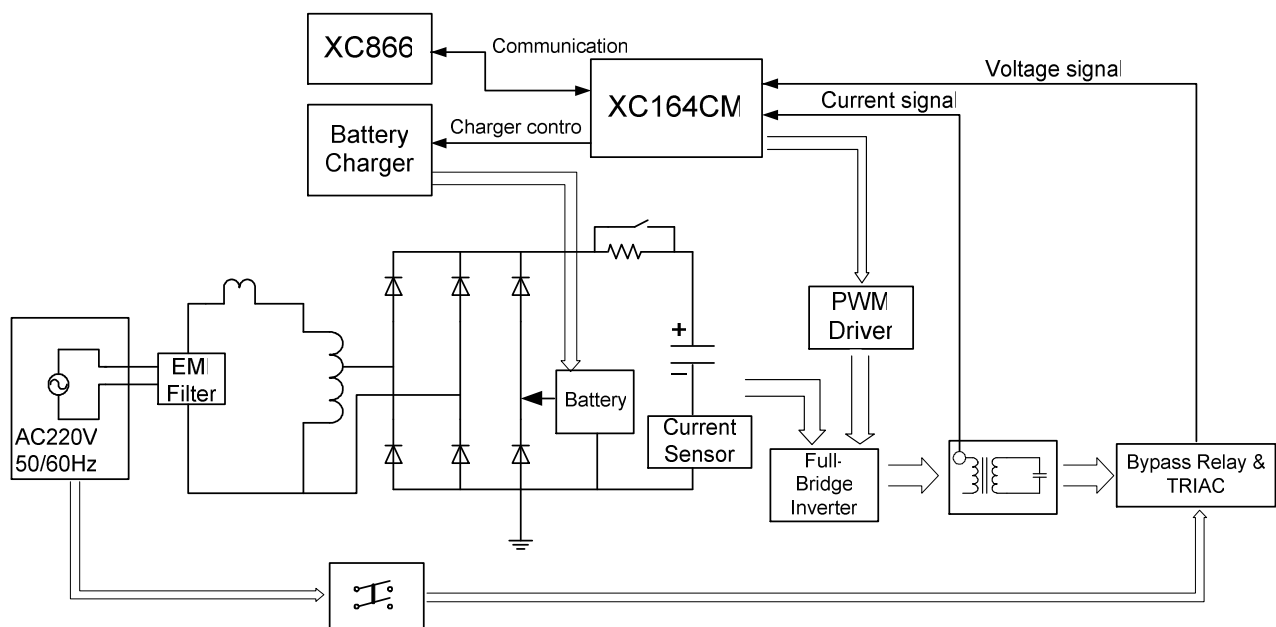 XC866
Communication
XC164CM
Voltage signal
Current signal
Battery
Charger
Charger contro
PWM
Driver
EMI
Filter
AC220V
50/60Hz
+
−
Battery
Current
Sensor
Full-
Bridge
Inverter
Bypass Relay &
TRIAC